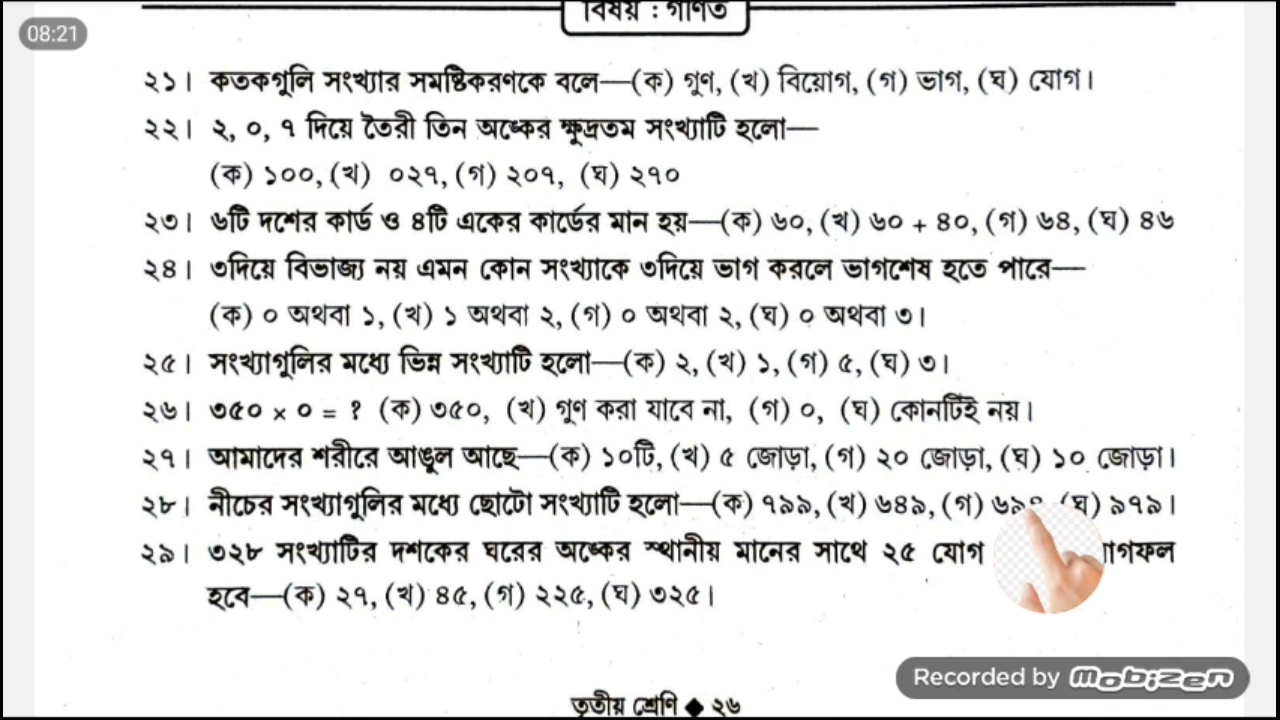 08:21
বিষয় : গণিত
২১। কতকগুলি সংখ্যার সমষ্টিকরণকে বলে—(ক) গুণ, (খ) বিয়োগ, (গ) ভাগ, (ঘ) যোগ।
২২। ২, ০, ৭ দিয়ে তৈরী তিন অঙ্কের ক্ষুদ্রতম সংখ্যাটি হলো—
(ক) ১০০, (খ) ০২৭, (গ) ২০৭, (ঘ) ২৭০
২৩। ৬টি দশের কার্ড ও ৪টি একের কার্ডের মান হয়—(ক) ৬০, (খ) ৬০ + ৪০, (গ) ৬৪, (ঘ) ৪৬
২৪। ৩দিয়ে বিভাজ্য নয় এমন কোন সংখ্যাকে ৩দিয়ে ভাগ করলে ভাগশেষ হতে পারে—
(ক) ০ অথবা ১, (খ) ১ অথবা ২, (গ) ০ অথবা ২, (ঘ) ০ অথবা ৩।
২৫। সংখ্যাগুলির মধ্যে ভিন্ন সংখ্যাটি হলো—(ক) ২, (খ) ১, (গ) ৫, (ঘ) ৩।
২৬। ৩৫০ × ০ = ? (ক) ৩৫০, (খ) গুণ করা যাবে না, (গ) ০, (ঘ) কোনটিই নয়।
২৭। আমাদের শরীরে আঙুল আছে—(ক) ১০টি, (খ) ৫ জোড়া, (গ) ২০ জোড়া, (ঘ) ১০ জোড়া।
২৮। নীচের সংখ্যাগুলির মধ্যে ছোটো সংখ্যাটি হলো—(ক) ৭৯৯, (খ) ৬৪৯, (গ) (ঘ) ৯৭৯।
২৯। ৩২৮ সংখ্যাটির দশকের ঘরের অঙ্কের স্থানীয় মানের সাথে ২৫ যোগ
হবে—(ক) ২৭, (খ) ৪৫, (গ) ২২৫, (ঘ) ৩২৫।
Recorded by MOBIZEN
তৃতীয় শ্রেণি ◆ ২৬